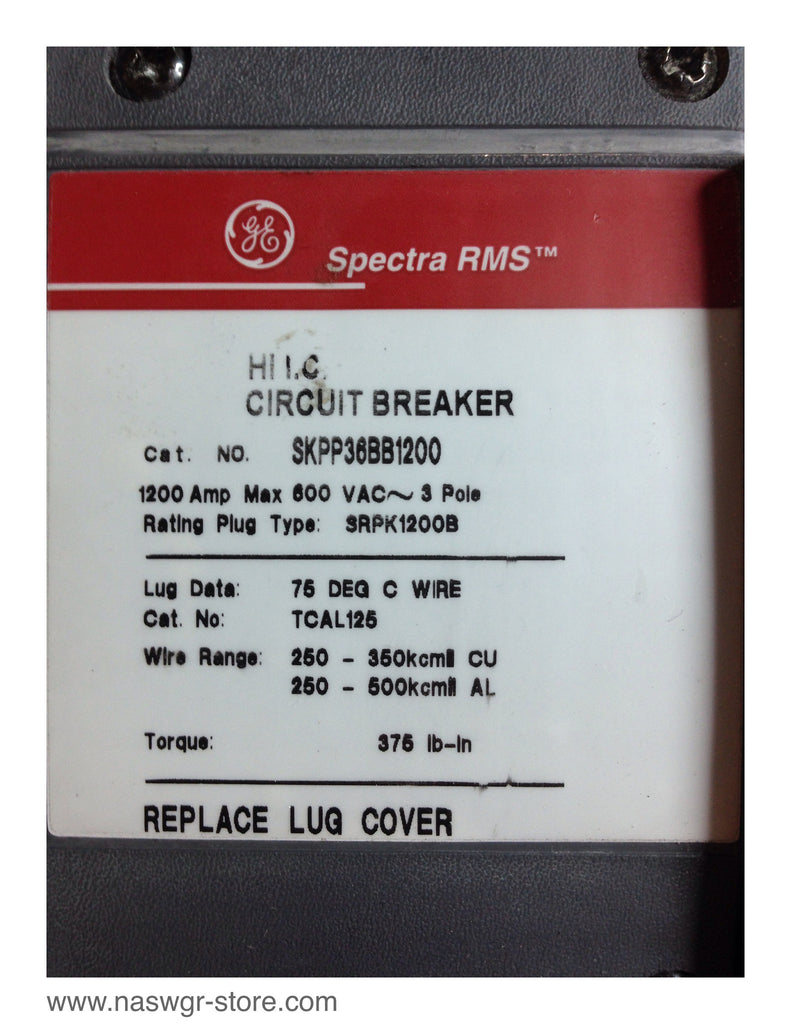 GE
Spectra RMS™
HI I.C.
CIRCUIT BREAKER
Cat. NO. SKPP36BB1200
1200 Amp Max 600 VAC~ 3 Pole
Rating Plug Type: SRPK1200B
Lug Data: 75 DEG C WIRE
Cat. No: TCAL125
Wire Range: 250 - 350kcmil CU
250 - 500kcmil AL
Torque: 375 lb-in
REPLACE LUG COVER
www.naswgr-store.com